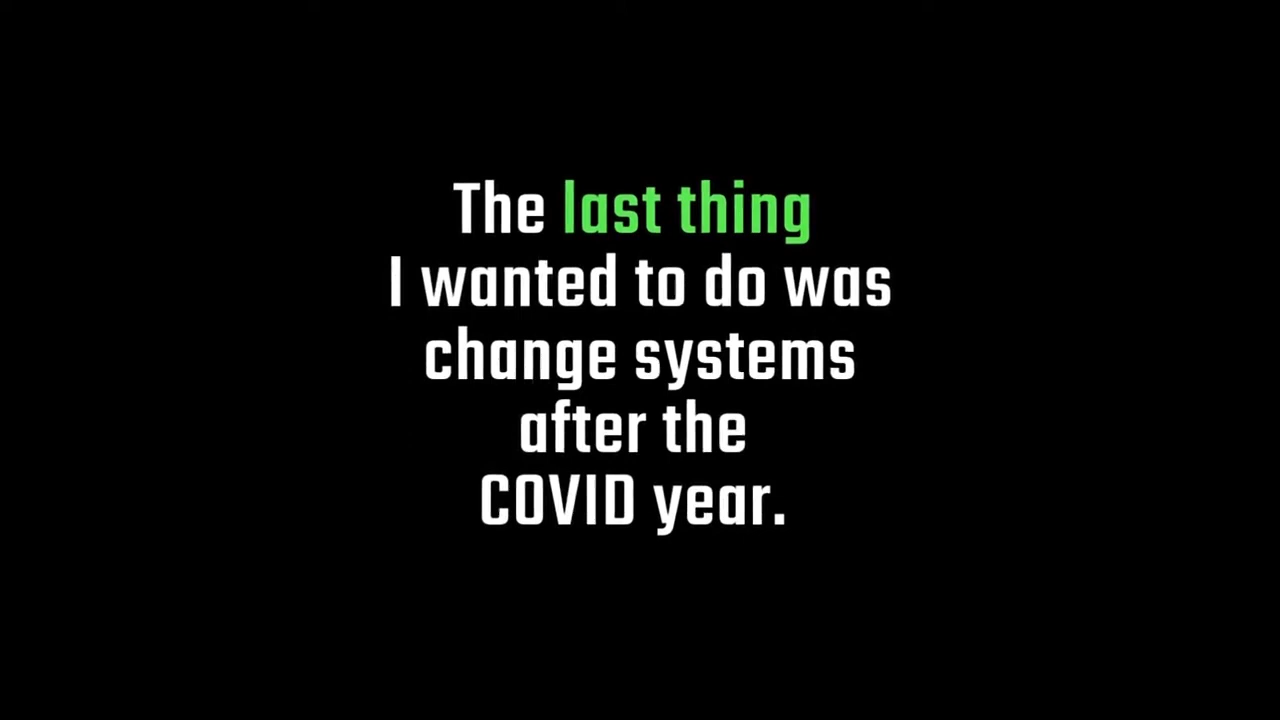 The last thing
I wanted to do was
change systems
after the
COVID year.